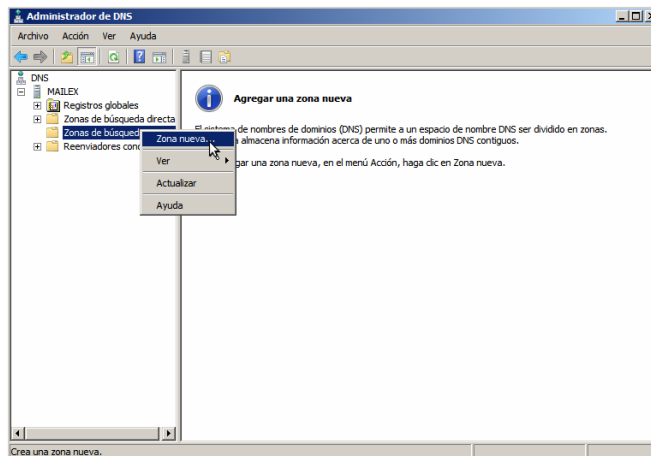 Administrador de DNS
Archivo Acción Ver Ayuda
DNS
MAILEX
Registros globales
Zonas de búsqueda directa
Zonas de búsqued
Reenviadores conc
Zona nueva...
Ver
Actualizar
Ayuda
Agregar una zona nueva
de nombres de dominios (DNS) permite a un espacio de nombre DNS ser dividido en zonas.
almacena información acerca de uno o más dominios DNS contiguos.
gar una zona nueva, en el menú Acción, haga clic en Zona nueva.
Crea una zona nueva.